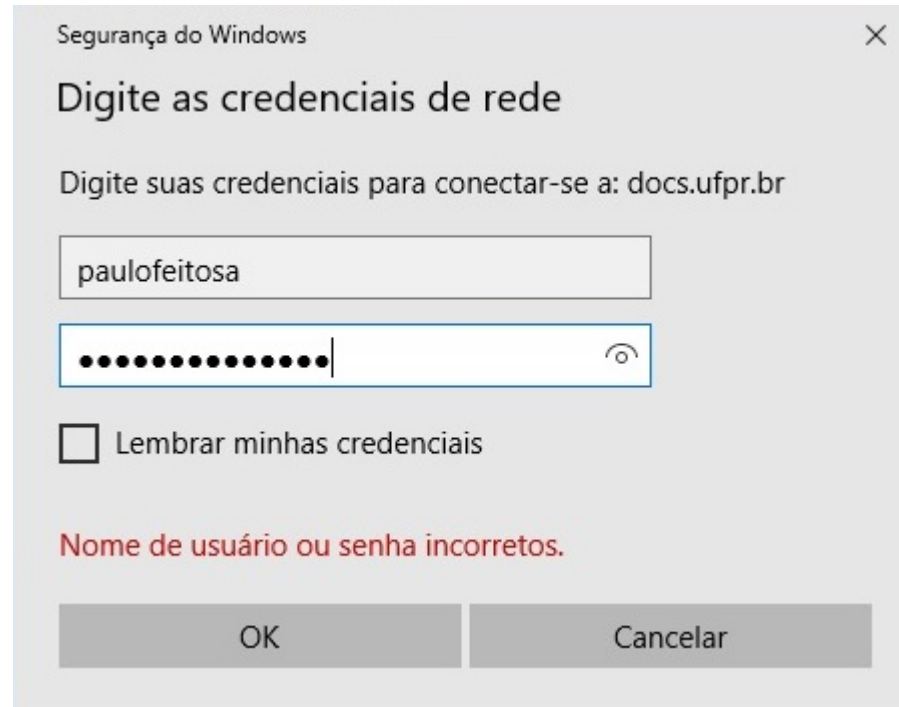 Segurança do Windows
Digite as credenciais de rede
Digite suas credenciais para conectar-se a: docs.ufpr.br
paulofeitosa
●●●●●●●●●●●●●●
Lembrar minhas credenciais
Nome de usuário ou senha incorretos.
OK
Cancelar